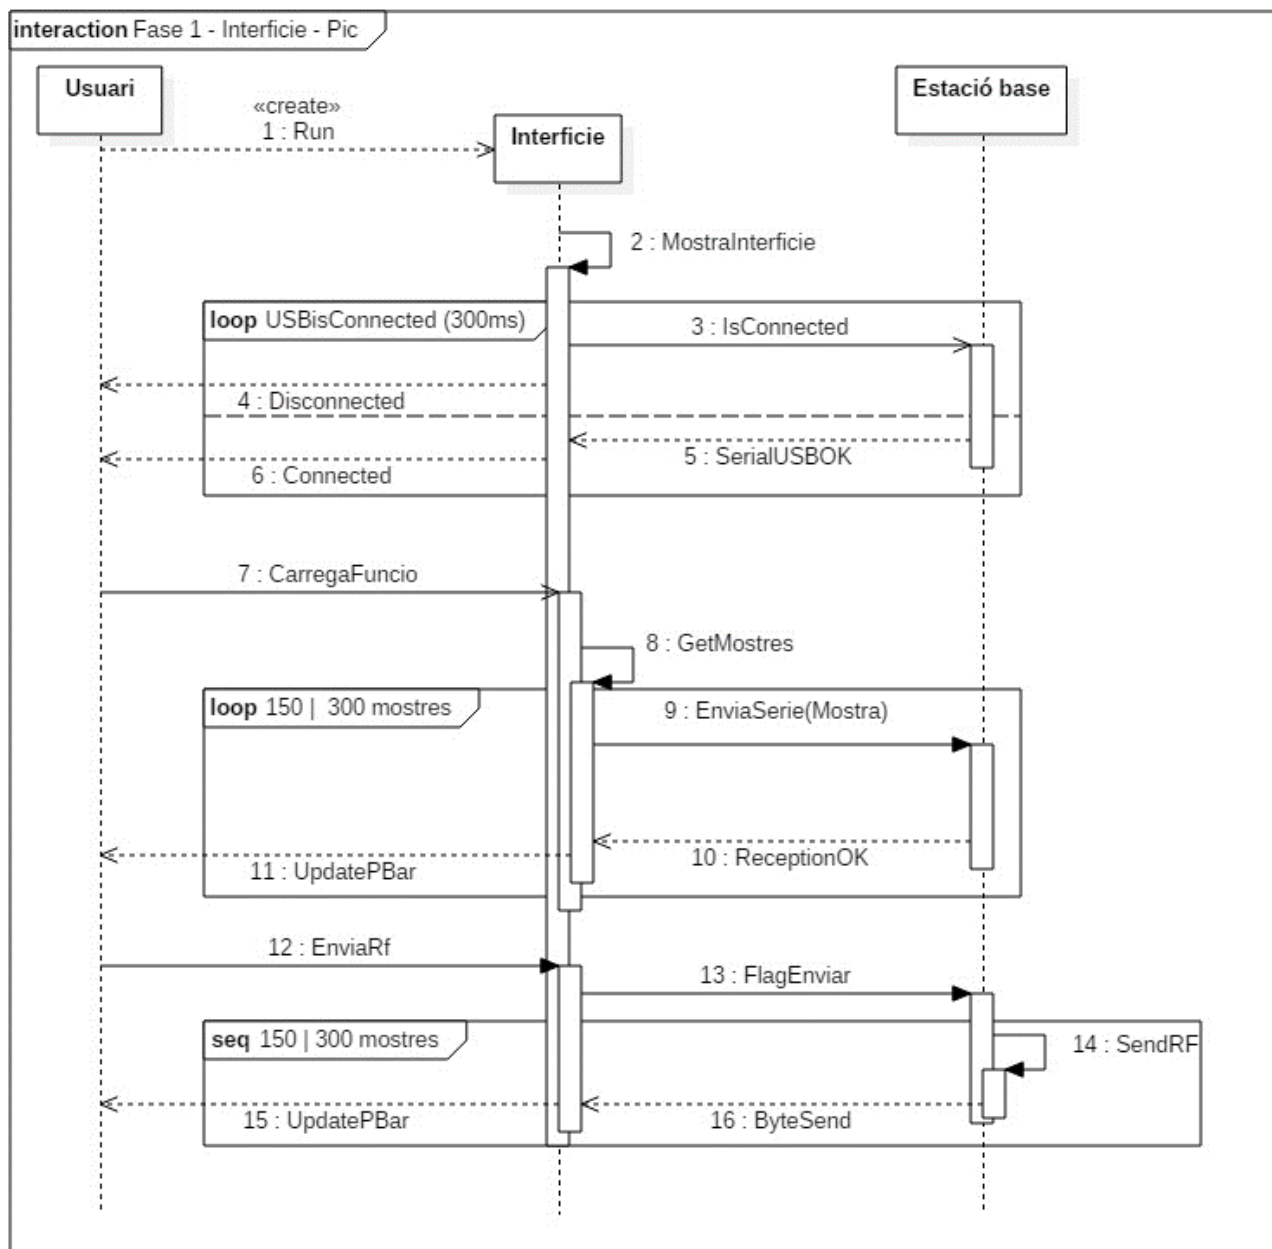 interaction Fase 1 - Interficie - Pic
Usuari
Estació base
«create»
1 : Run
Interficie
2 : MostraInterficie
loop USBisConnected (300ms)
3 : IsConnected
4 : Disconnected
5 : SerialUSBOK
6 : Connected
7 : CarregaFuncio
8 : GetMostres
loop 150 | 300 mostres
9 : EnviaSerie(Mostra)
10 : ReceptionOK
11 : UpdatePBar
12 : EnviaRf
13 : FlagEnviar
seq 150 | 300 mostres
14 : SendRF
15 : UpdatePBar
16 : ByteSend